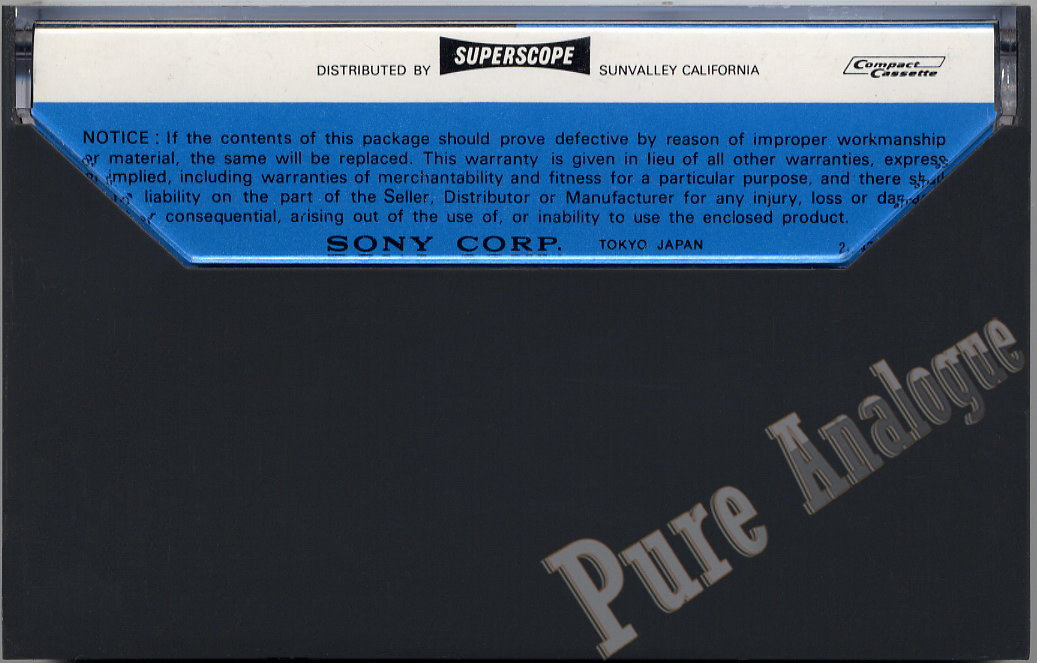 DISTRIBUTED BY SUPERSCOPE SUNVALLEY CALIFORNIA
Compact Cassette
NOTICE : If the contents of this package should prove defective by reason of improper workmanship
or material, the same will be replaced. This warranty is given in lieu of all other warranties, express
implied, including warranties of merchantability and fitness for a particular purpose, and there
liability on the part of the Seller, Distributor or Manufacturer for any injury, loss or
consequential, arising out of the use of, or inability to use the enclosed product.
SONY CORP. TOKYO JAPAN
Pure Analogue